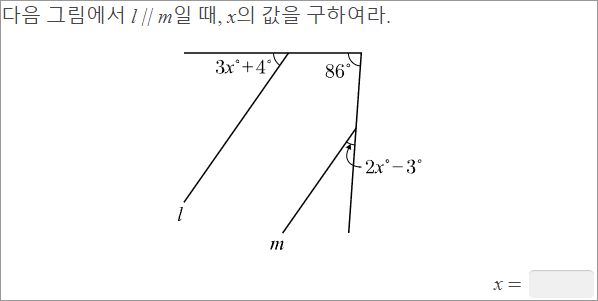 다음 그림에서 l // m일 때, x의 값을 구하여라.
3x°+4°
86°
2x°−3°
l
m
x =